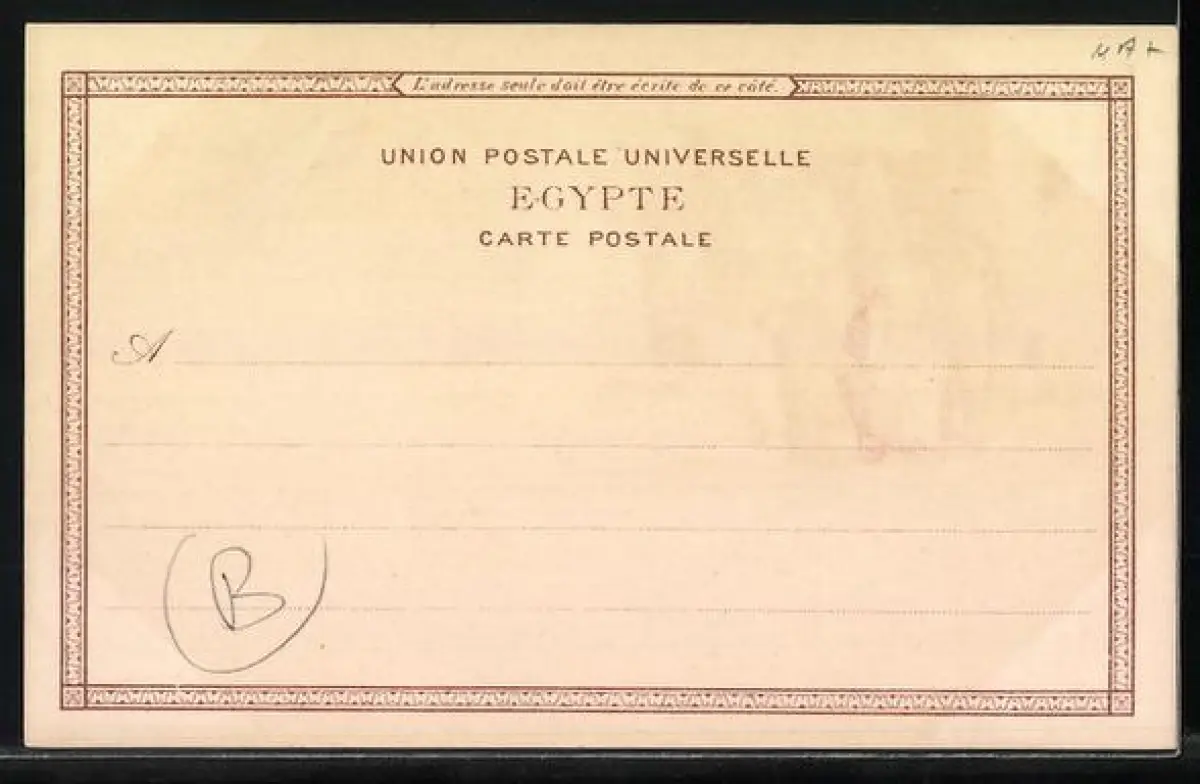 L'adresse seule doit être écrite de ce côté.
UNION POSTALE UNIVERSELLE
EGYPTE
CARTE POSTALE
A
B